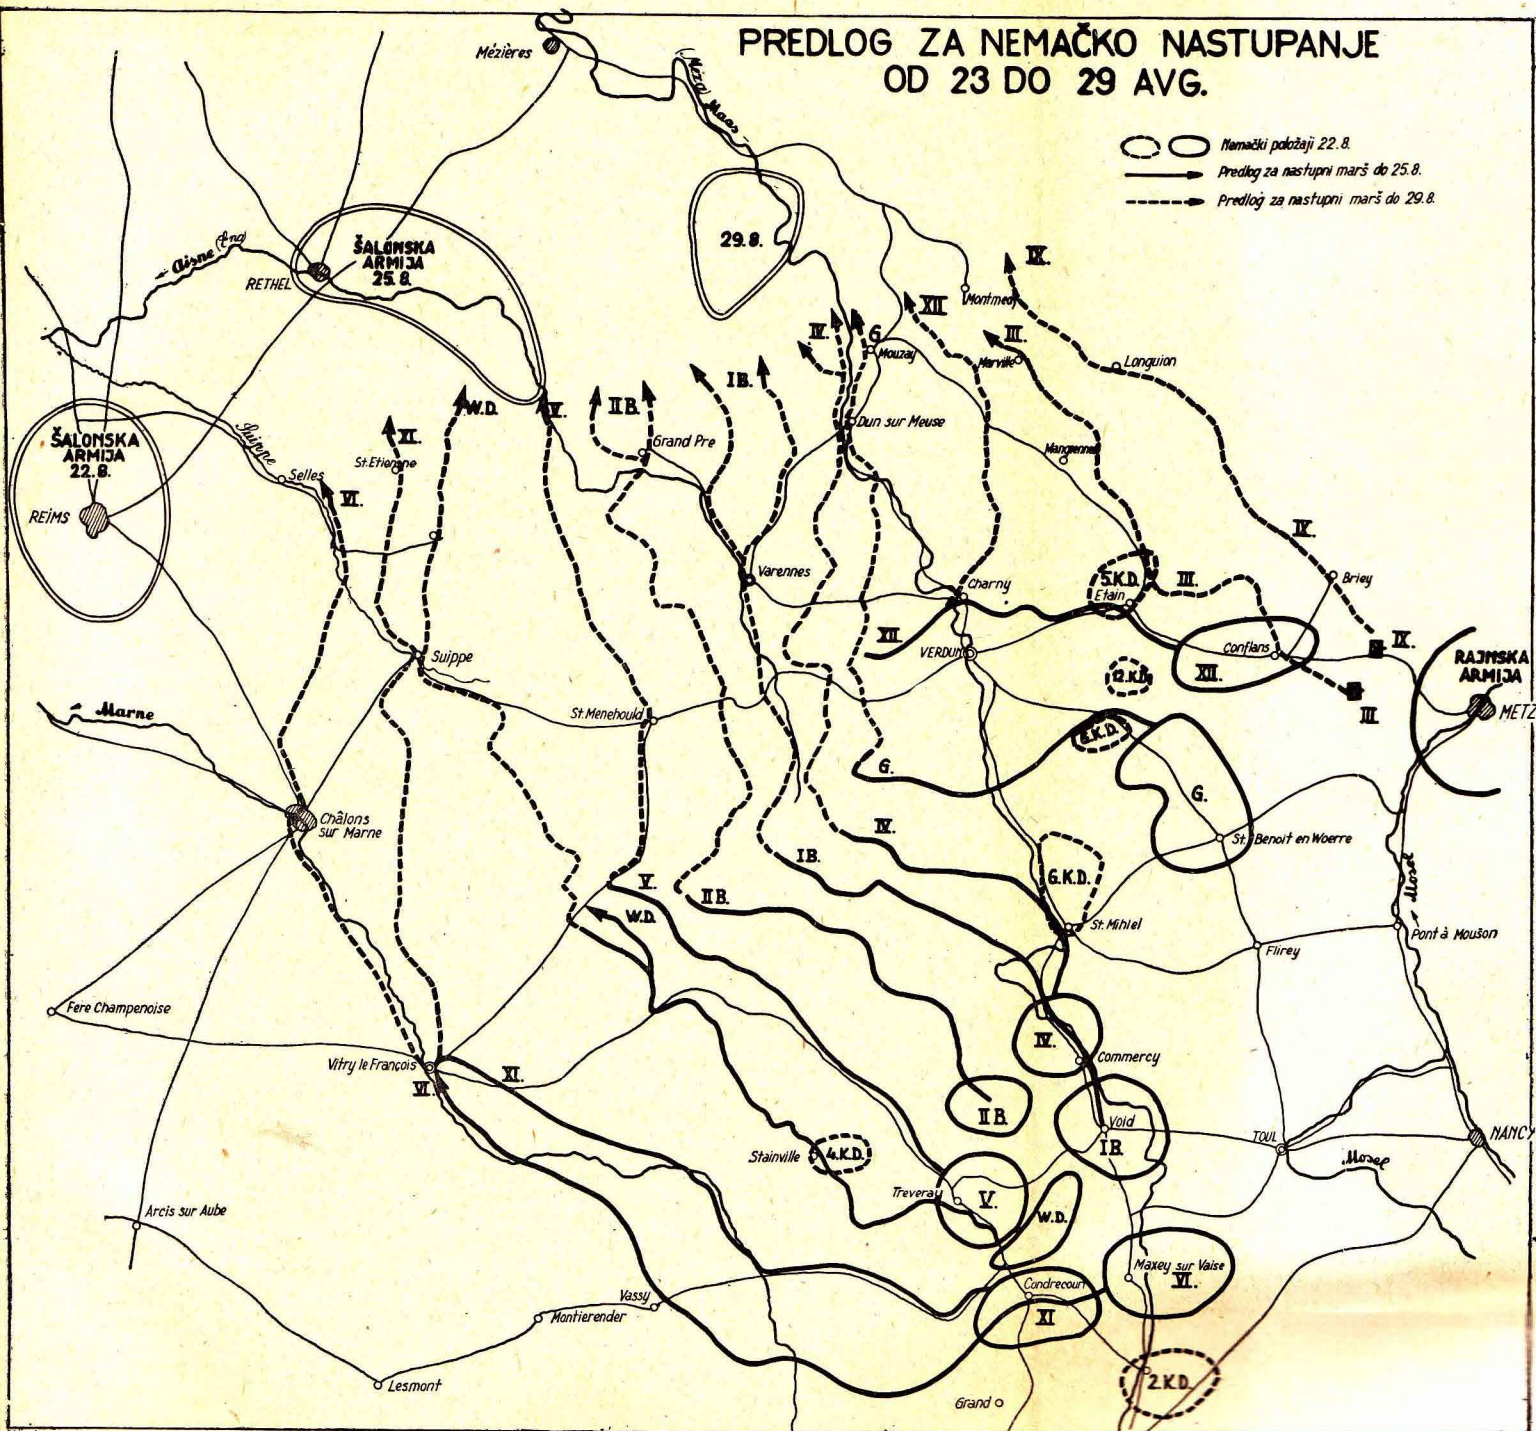 PREDLOG ZA NEMAČKO NASTUPANJE
OD 23 DO 29 AVG.
Nemački položaji 22.8.
Predlog za nastupni marš do 25.8.
Predlog za nastupni marš do 29.8.
Mézières
Maas
ŠALONSKA
ARMIJA
25.8.
Aisne
RETHEL
29.8.
IX.
XII
Montmedy
III.
Marville
Longuion
IV.
G
Mouzay
I B.
II B.
V.
W.D.
XI.
St.Etienne
Grand Pre
Dun sur Meuse
Mangiennes
ŠALONSKA
ARMIJA
22.8.
REIMS
Suippe
Selles
VI.
IV.
Briey
Varennes
Charny
5.K.D.
Etain
III.
XII
VERDUN
Conflans
XII.
IX.
RAJNSKA
ARMIJA
METZ
III
12.K.D.
Suippe
St.Menehould
Marne
G.
G.
Châlons
sur Marne
IV.
I B.
St. Benoit en Woerre
6.K.D.
V.
II B.
W.D.
St. Mihiel
Flirey
Mosel
Pont à Moušon
Fere Champenoise
Vitry le François
XI.
VI.
IV.
Commercy
II B.
Void
I B.
TOUL
NANCY
Mosel
Stainville
4.K.D.
Treveray
V.
W.D.
Arcis sur Aube
Maxey sur Vaise
VI.
Condrecourt
XI
Vassy
Montierender
Lesmont
2.K.D.
Grand